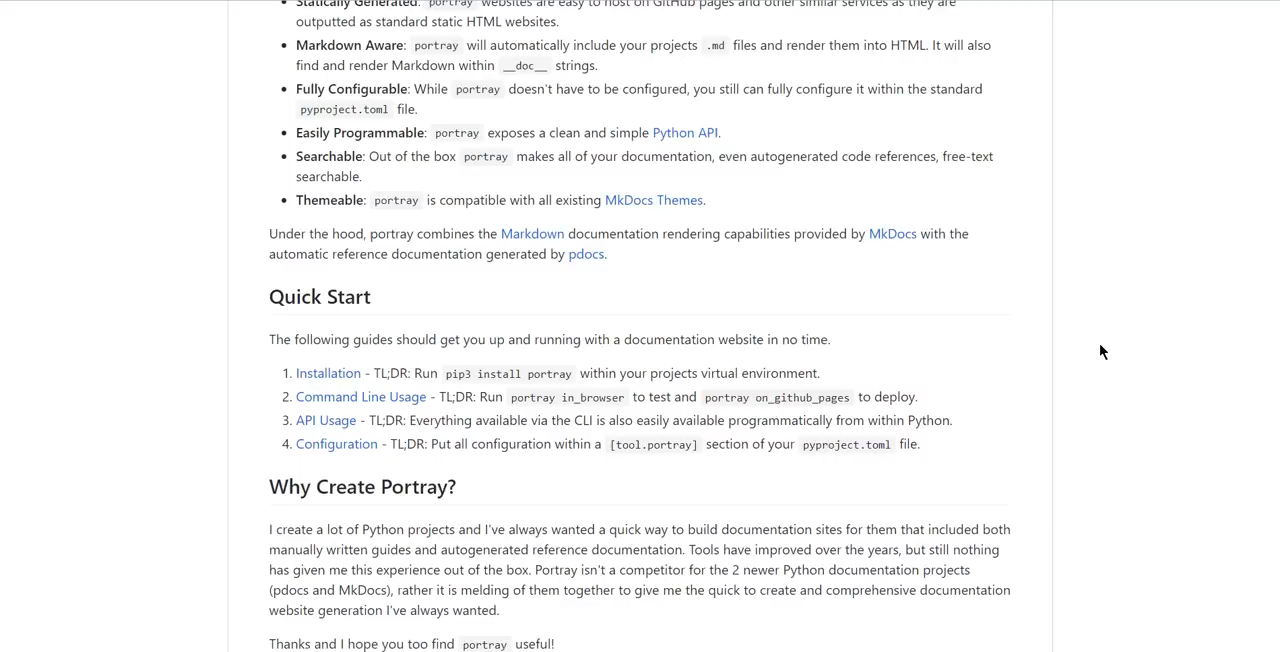 Statically Generated: portray websites are easy to host on GitHub pages and other similar services as they are
outputted as standard static HTML websites.
Markdown Aware: portray will automatically include your projects .md files and render them into HTML. It will also
find and render Markdown within __doc__ strings.
Fully Configurable: While portray doesn't have to be configured, you still can fully configure it within the standard
pyproject.toml file.
Easily Programmable: portray exposes a clean and simple Python API.
Searchable: Out of the box portray makes all of your documentation, even autogenerated code references, free-text
searchable.
Themeable: portray is compatible with all existing MkDocs Themes.
Under the hood, portray combines the Markdown documentation rendering capabilities provided by MkDocs with the
automatic reference documentation generated by pdocs.
Quick Start
The following guides should get you up and running with a documentation website in no time.
1. Installation - TL;DR: Run pip3 install portray within your projects virtual environment.
2. Command Line Usage - TL;DR: Run portray in_browser to test and portray on_github_pages to deploy.
3. API Usage - TL;DR: Everything available via the CLI is also easily available programmatically from within Python.
4. Configuration - TL;DR: Put all configuration within a [tool.portray] section of your pyproject.toml file.
Why Create Portray?
I create a lot of Python projects and I've always wanted a quick way to build documentation sites for them that included both
manually written guides and autogenerated reference documentation. Tools have improved over the years, but still nothing
has given me this experience out of the box. Portray isn't a competitor for the 2 newer Python documentation projects
(pdocs and MkDocs), rather it is melding of them together to give me the quick to create and comprehensive documentation
website generation I've always wanted.
Thanks and I hope you too find portray useful!